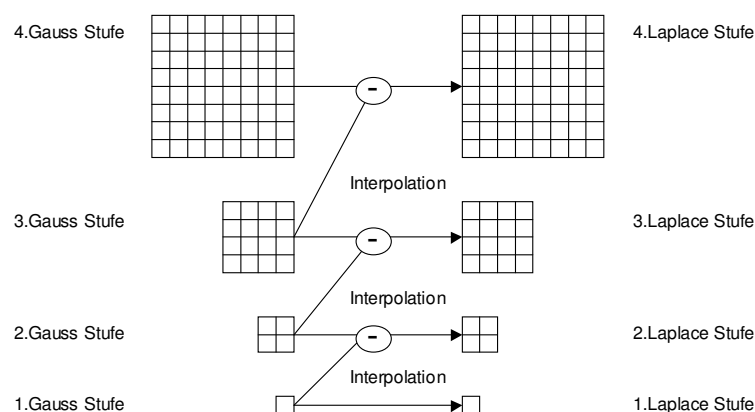 4.Gauss Stufe
4.Laplace Stufe
-
Interpolation
3.Gauss Stufe
3.Laplace Stufe
-
Interpolation
2.Gauss Stufe
2.Laplace Stufe
-
Interpolation
1.Gauss Stufe
1.Laplace Stufe